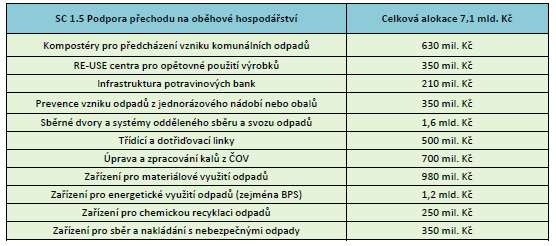 SC 1.5 Podpora přechodu na oběhové hospodářství Celková alokace 7,1 mld. Kč
Kompostéry pro předcházení vzniku komunálních odpadů 630 mil. Kč
RE-USE centra pro opětovné použití výrobků 350 mil. Kč
Infrastruktura potravinových bank 210 mil. Kč
Prevence vzniku odpadů z jednorázového nádobí nebo obalů 350 mil. Kč
Sběrné dvory a systémy odděleného sběru a svozu odpadů 1,6 mld. Kč
Třídící a dotřiďovací linky 500 mil. Kč
Úprava a zpracování kalů z ČOV 700 mil. Kč
Zařízení pro materiálové využití odpadů 980 mil. Kč
Zařízení pro energetické využití odpadů (zejména BPS) 1,2 mld. Kč
Zařízení pro chemickou recyklaci odpadů 250 mil. Kč
Zařízení pro sběr a nakládání s nebezpečnými odpady 350 mil. Kč